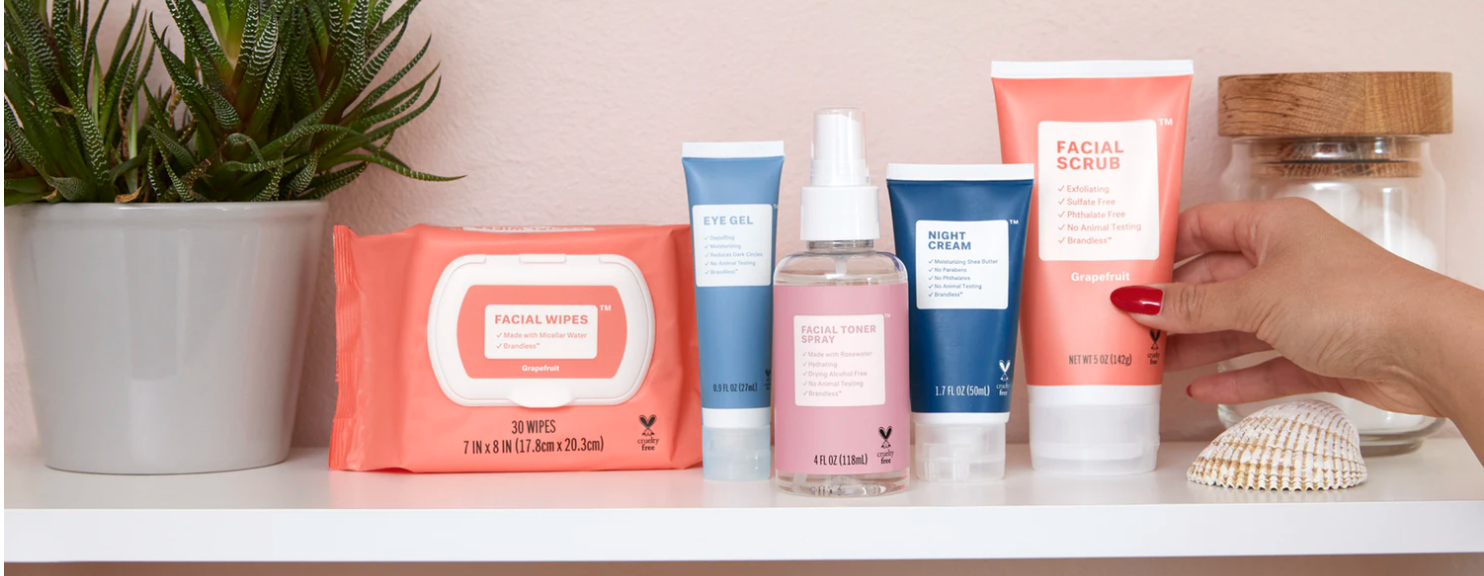 FACIAL WIPES
TM
✓ Made with Micellar Water
✓ Brandless™
Grapefruit
30 WIPES
7 IN x 8 IN (17.8cm x 20.3cm)
cruelty
free
EYE GEL
✓ Depuffing
✓ Moisturizing
✓ Reduces Dark Circles
✓ No Animal Testing
✓ Brandless™
0.9 FL OZ (27mL)
FACIAL TONER
SPRAY
TM
✓ Made with Rosewater
✓ Hydrating
✓ Drying Alcohol Free
✓ No Animal Testing
✓ Brandless™
4 FL OZ (118mL)
cruelty
free
NIGHT
CREAM
TM
✓ Moisturizing Shea Butter
✓ No Parabens
✓ No Phthalates
✓ No Animal Testing
✓ Brandless™
1.7 FL OZ (50mL)
cruelty
free
FACIAL
SCRUB
TM
✓ Exfoliating
✓ Sulfate Free
✓ Phthalate Free
✓ No Animal Testing
✓ Brandless™
Grapefruit
NET WT 5 OZ (142g)
cruelty
free